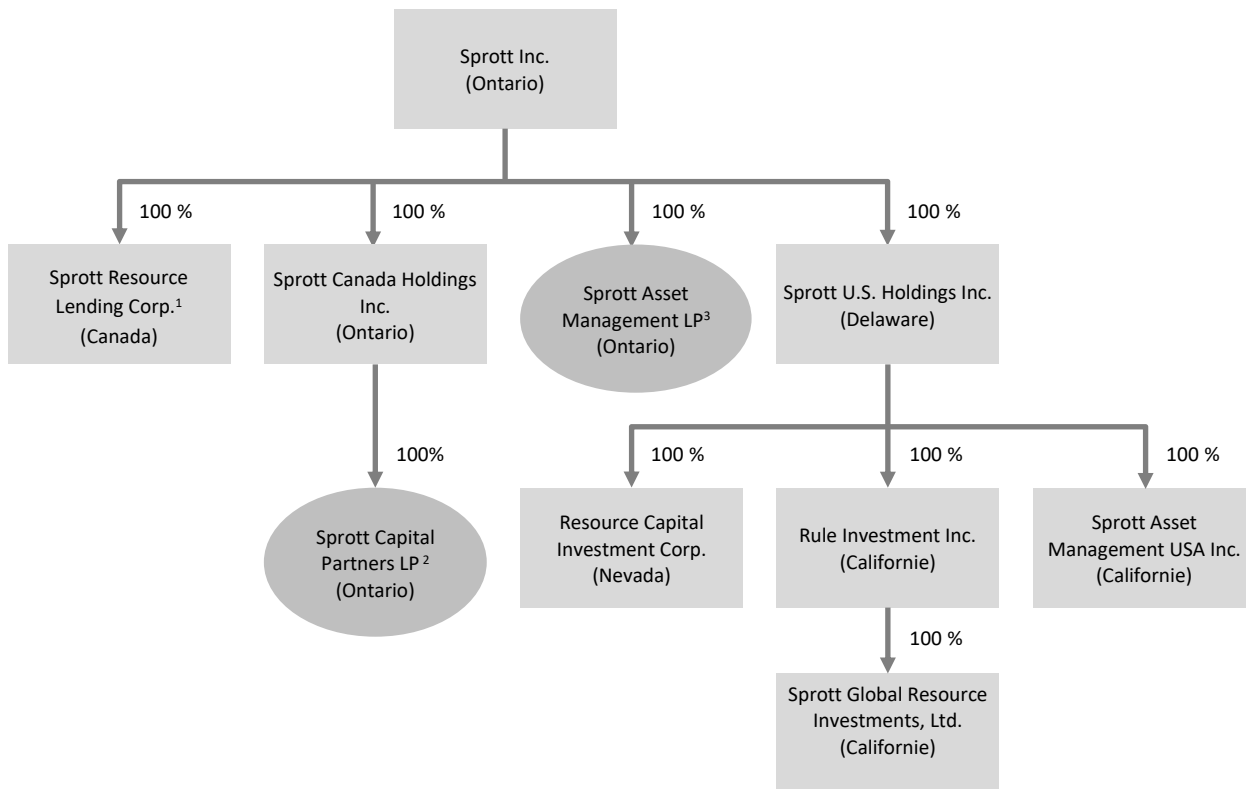 Sprott Inc.
(Ontario)
100 %
100 %
100 %
100 %
Sprott Resource
Lending Corp.¹
(Canada)
Sprott Canada Holdings
Inc.
(Ontario)
Sprott Asset
Management LP³
(Ontario)
Sprott U.S. Holdings Inc.
(Delaware)
100%
100 %
100 %
100 %
Sprott Capital
Partners LP ²
(Ontario)
Resource Capital
Investment Corp.
(Nevada)
Rule Investment Inc.
(Californie)
Sprott Asset
Management USA Inc.
(Californie)
100 %
Sprott Global Resource
Investments, Ltd.
(Californie)